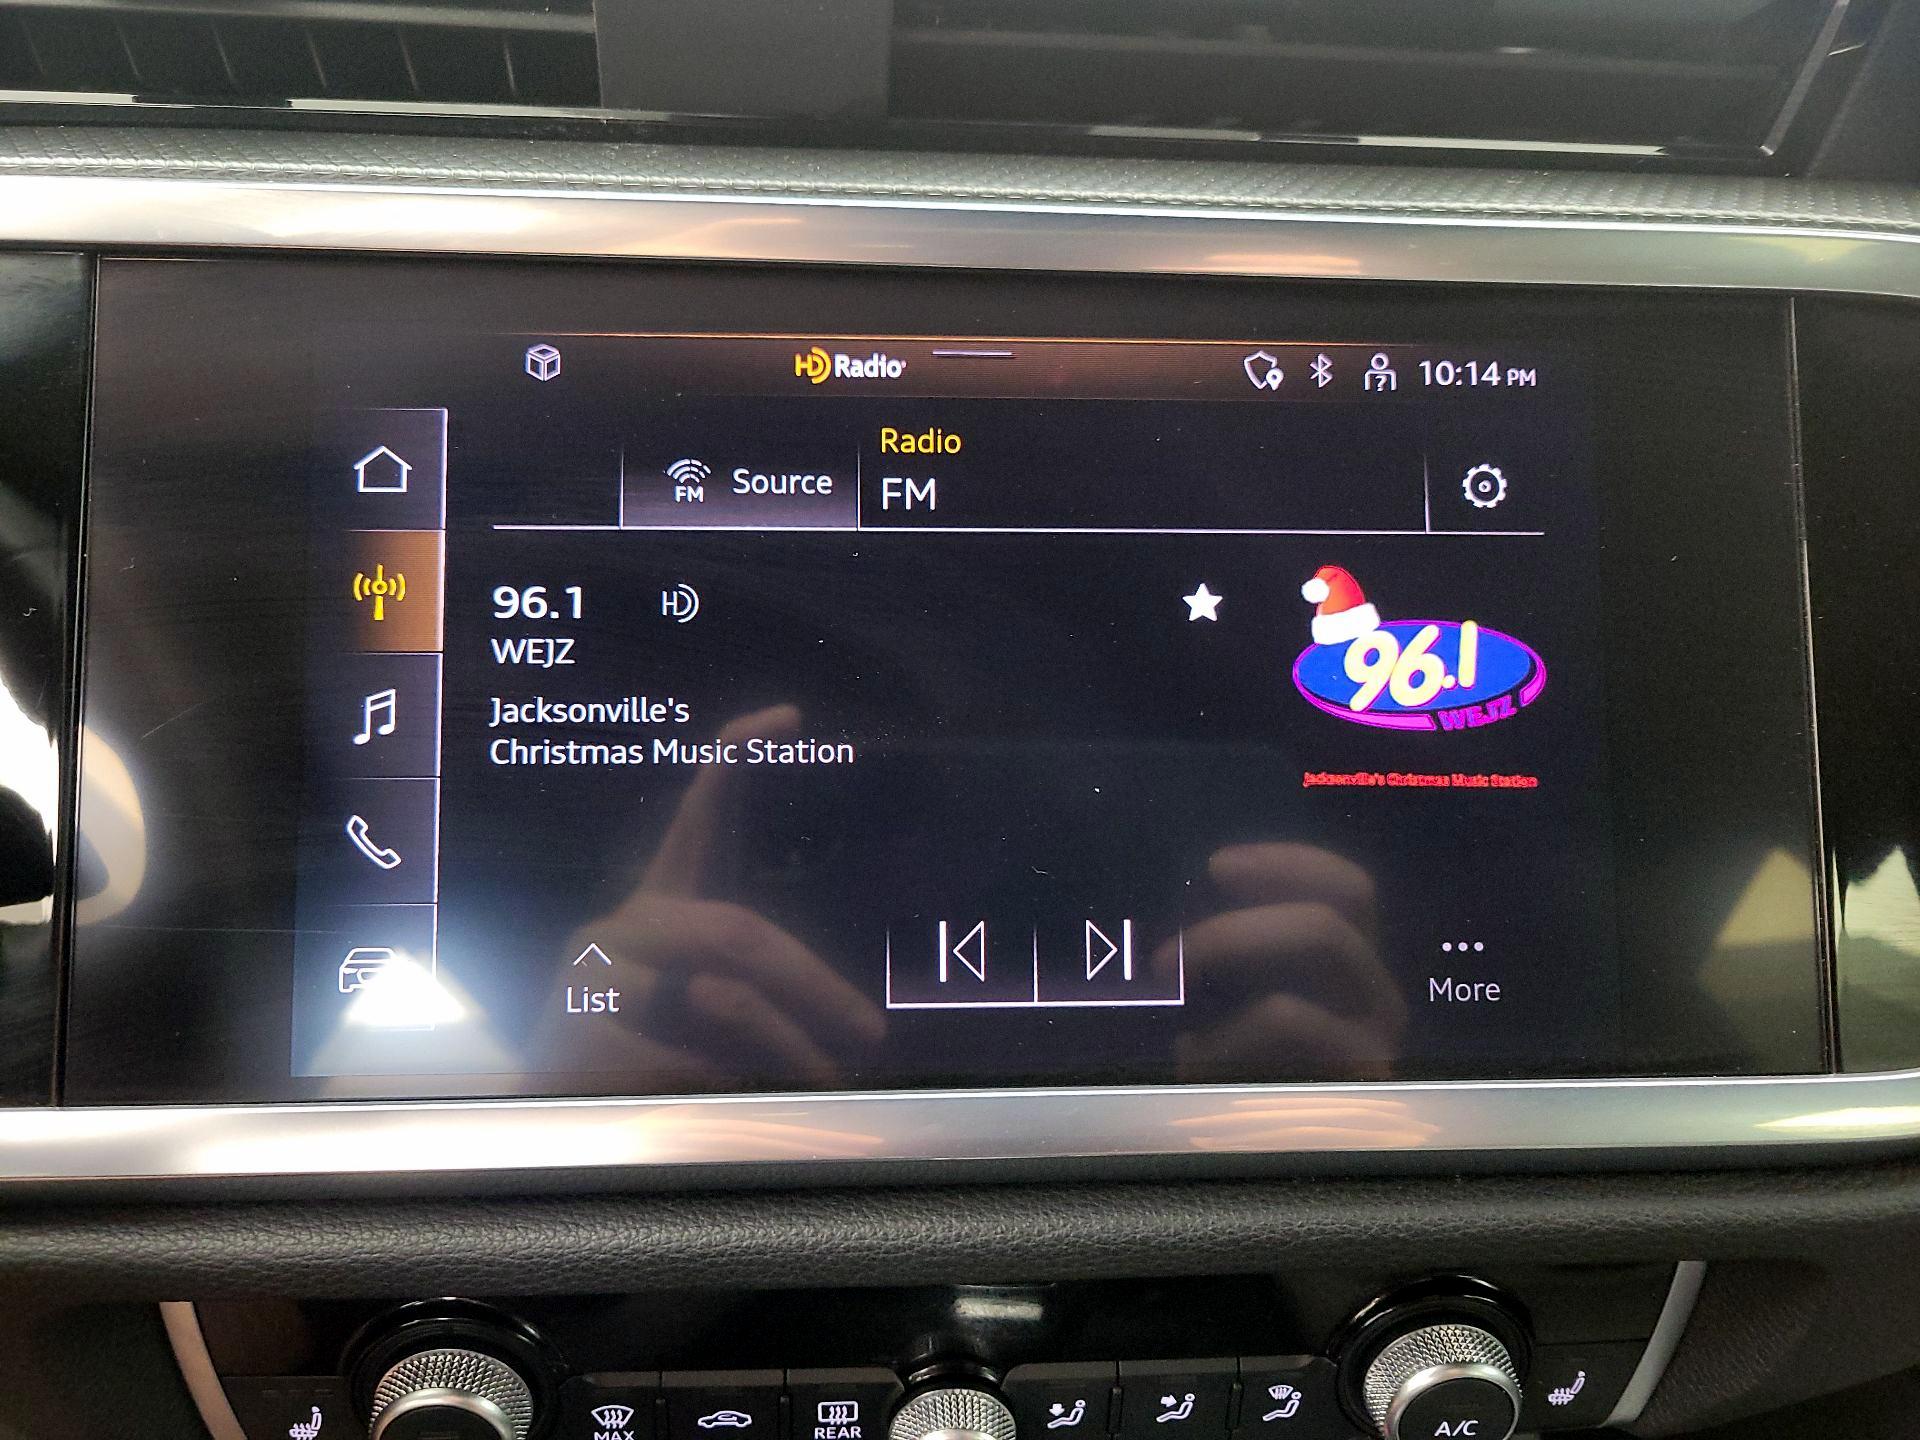 HD Radio
10:14 PM
FM
Source
Radio
FM
96.1
HD
WEJZ
Jacksonville's
Christmas Music Station
96.1
WEJZ
Jacksonville's Christmas Music Station
List
More
MAX
REAR
A/C